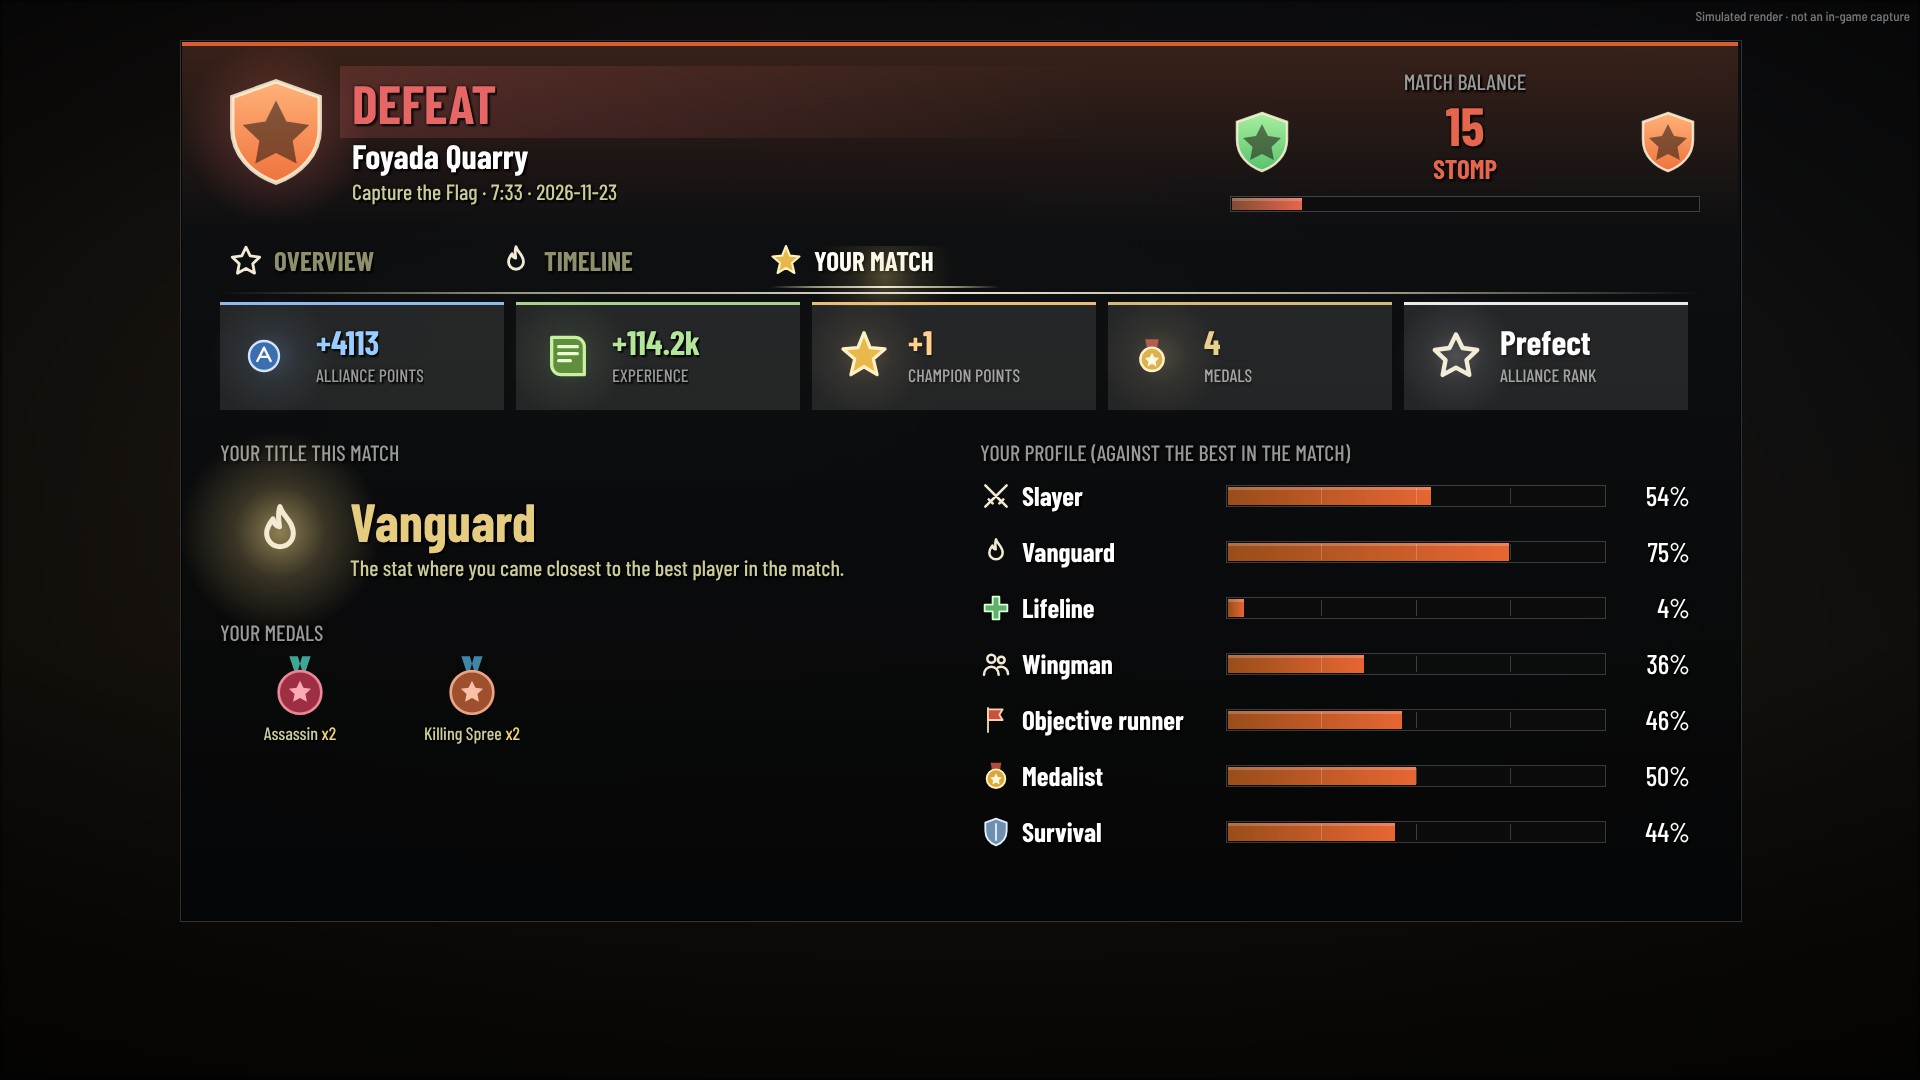 Simulated render · not an in-game capture
DEFEAT
Foyada Quarry
Capture the Flag · 7:33 · 2026-11-23
MATCH BALANCE
15
STOMP
OVERVIEW
TIMELINE
YOUR MATCH
+4113
ALLIANCE POINTS
+114.2k
EXPERIENCE
+1
CHAMPION POINTS
4
MEDALS
Prefect
ALLIANCE RANK
YOUR TITLE THIS MATCH
Vanguard
The stat where you came closest to the best player in the match.
YOUR MEDALS
Assassin x2
Killing Spree x2
YOUR PROFILE (AGAINST THE BEST IN THE MATCH)
Slayer 54%
Vanguard 75%
Lifeline 4%
Wingman 36%
Objective runner 46%
Medalist 50%
Survival 44%